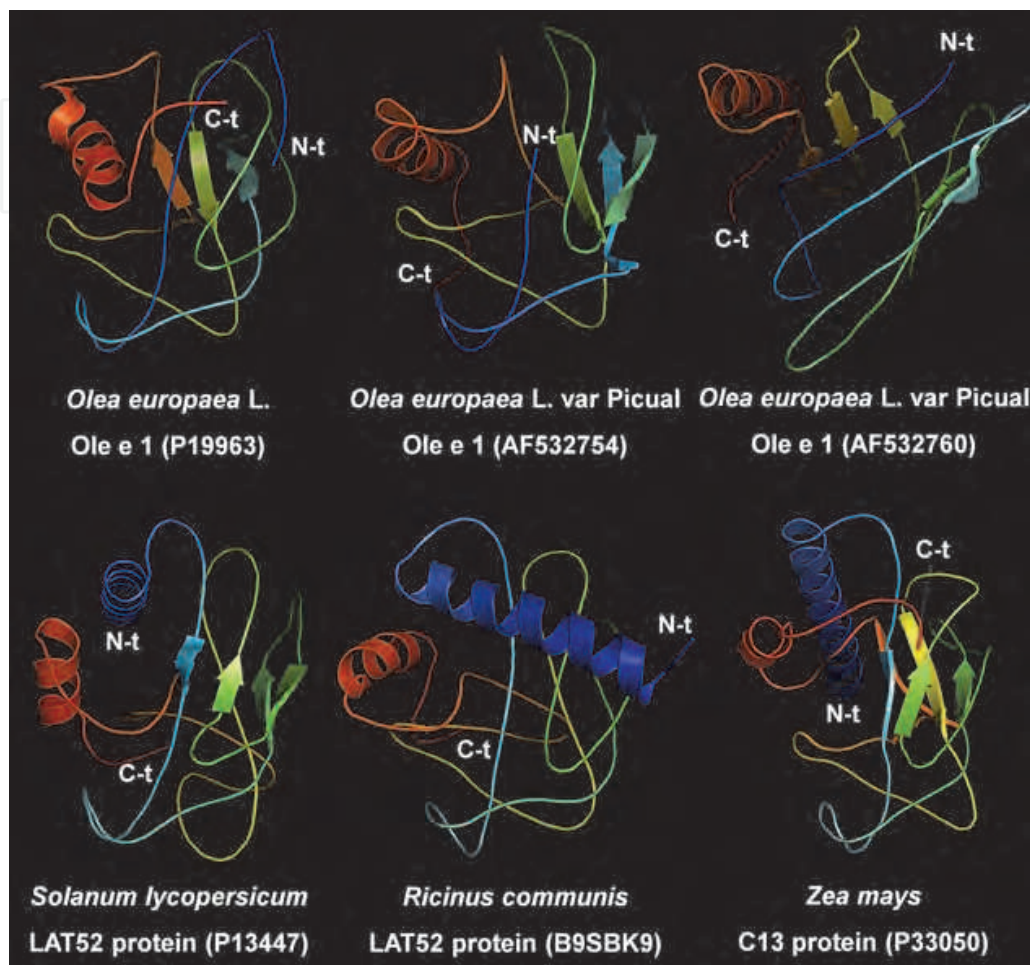 N-t
C-t
N-t
N-t
C-t
C-t
N-t
Olea europaea L.
Ole e 1 (P19963)
Olea europaea L. var Picual
Ole e 1 (AF532754)
Olea europaea L. var Picual
Ole e 1 (AF532760)
N-t
C-t
N-t
C-t
C-t
N-t
Solanum lycopersicum
LAT52 protein (P13447)
Ricinus communis
LAT52 protein (B9SBK9)
Zea mays
C13 protein (P33050)